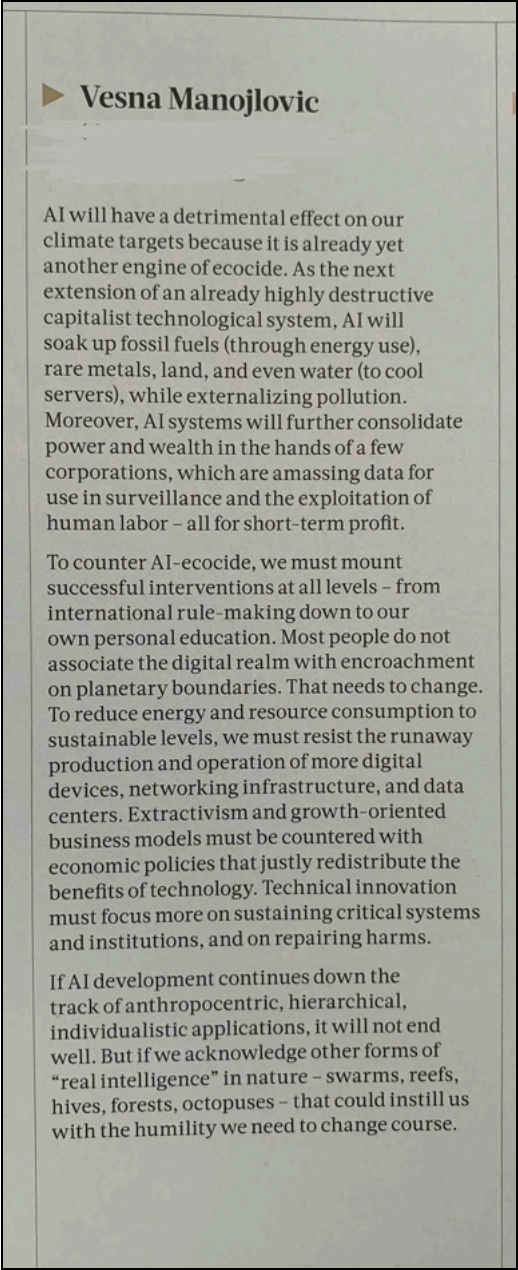 Vesna Manojlovic
AI will have a detrimental effect on our
climate targets because it is already yet
another engine of ecocide. As the next
extension of an already highly destructive
capitalist technological system, AI will
soak up fossil fuels (through energy use),
rare metals, land, and even water (to cool
servers), while externalizing pollution.
Moreover, AI systems will further consolidate
power and wealth in the hands of a few
corporations, which are amassing data for
use in surveillance and the exploitation of
human labor – all for short-term profit.
To counter AI-ecocide, we must mount
successful interventions at all levels – from
international rule-making down to our
own personal education. Most people do not
associate the digital realm with encroachment
on planetary boundaries. That needs to change.
To reduce energy and resource consumption to
sustainable levels, we must resist the runaway
production and operation of more digital
devices, networking infrastructure, and data
centers. Extractivism and growth-oriented
business models must be countered with
economic policies that justly redistribute the
benefits of technology. Technical innovation
must focus more on sustaining critical systems
and institutions, and on repairing harms.
If AI development continues down the
track of anthropocentric, hierarchical,
individualistic applications, it will not end
well. But if we acknowledge other forms of
“real intelligence” in nature – swarms, reefs,
hives, forests, octopuses – that could instill us
with the humility we need to change course.